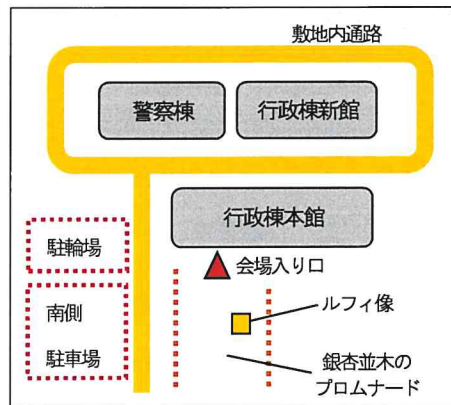 敷地内通路
警察棟
行政棟新館
行政棟本館
駐輪場
会場入り口
南側
駐車場
ルフィ像
銀杏並木の
プロムナード